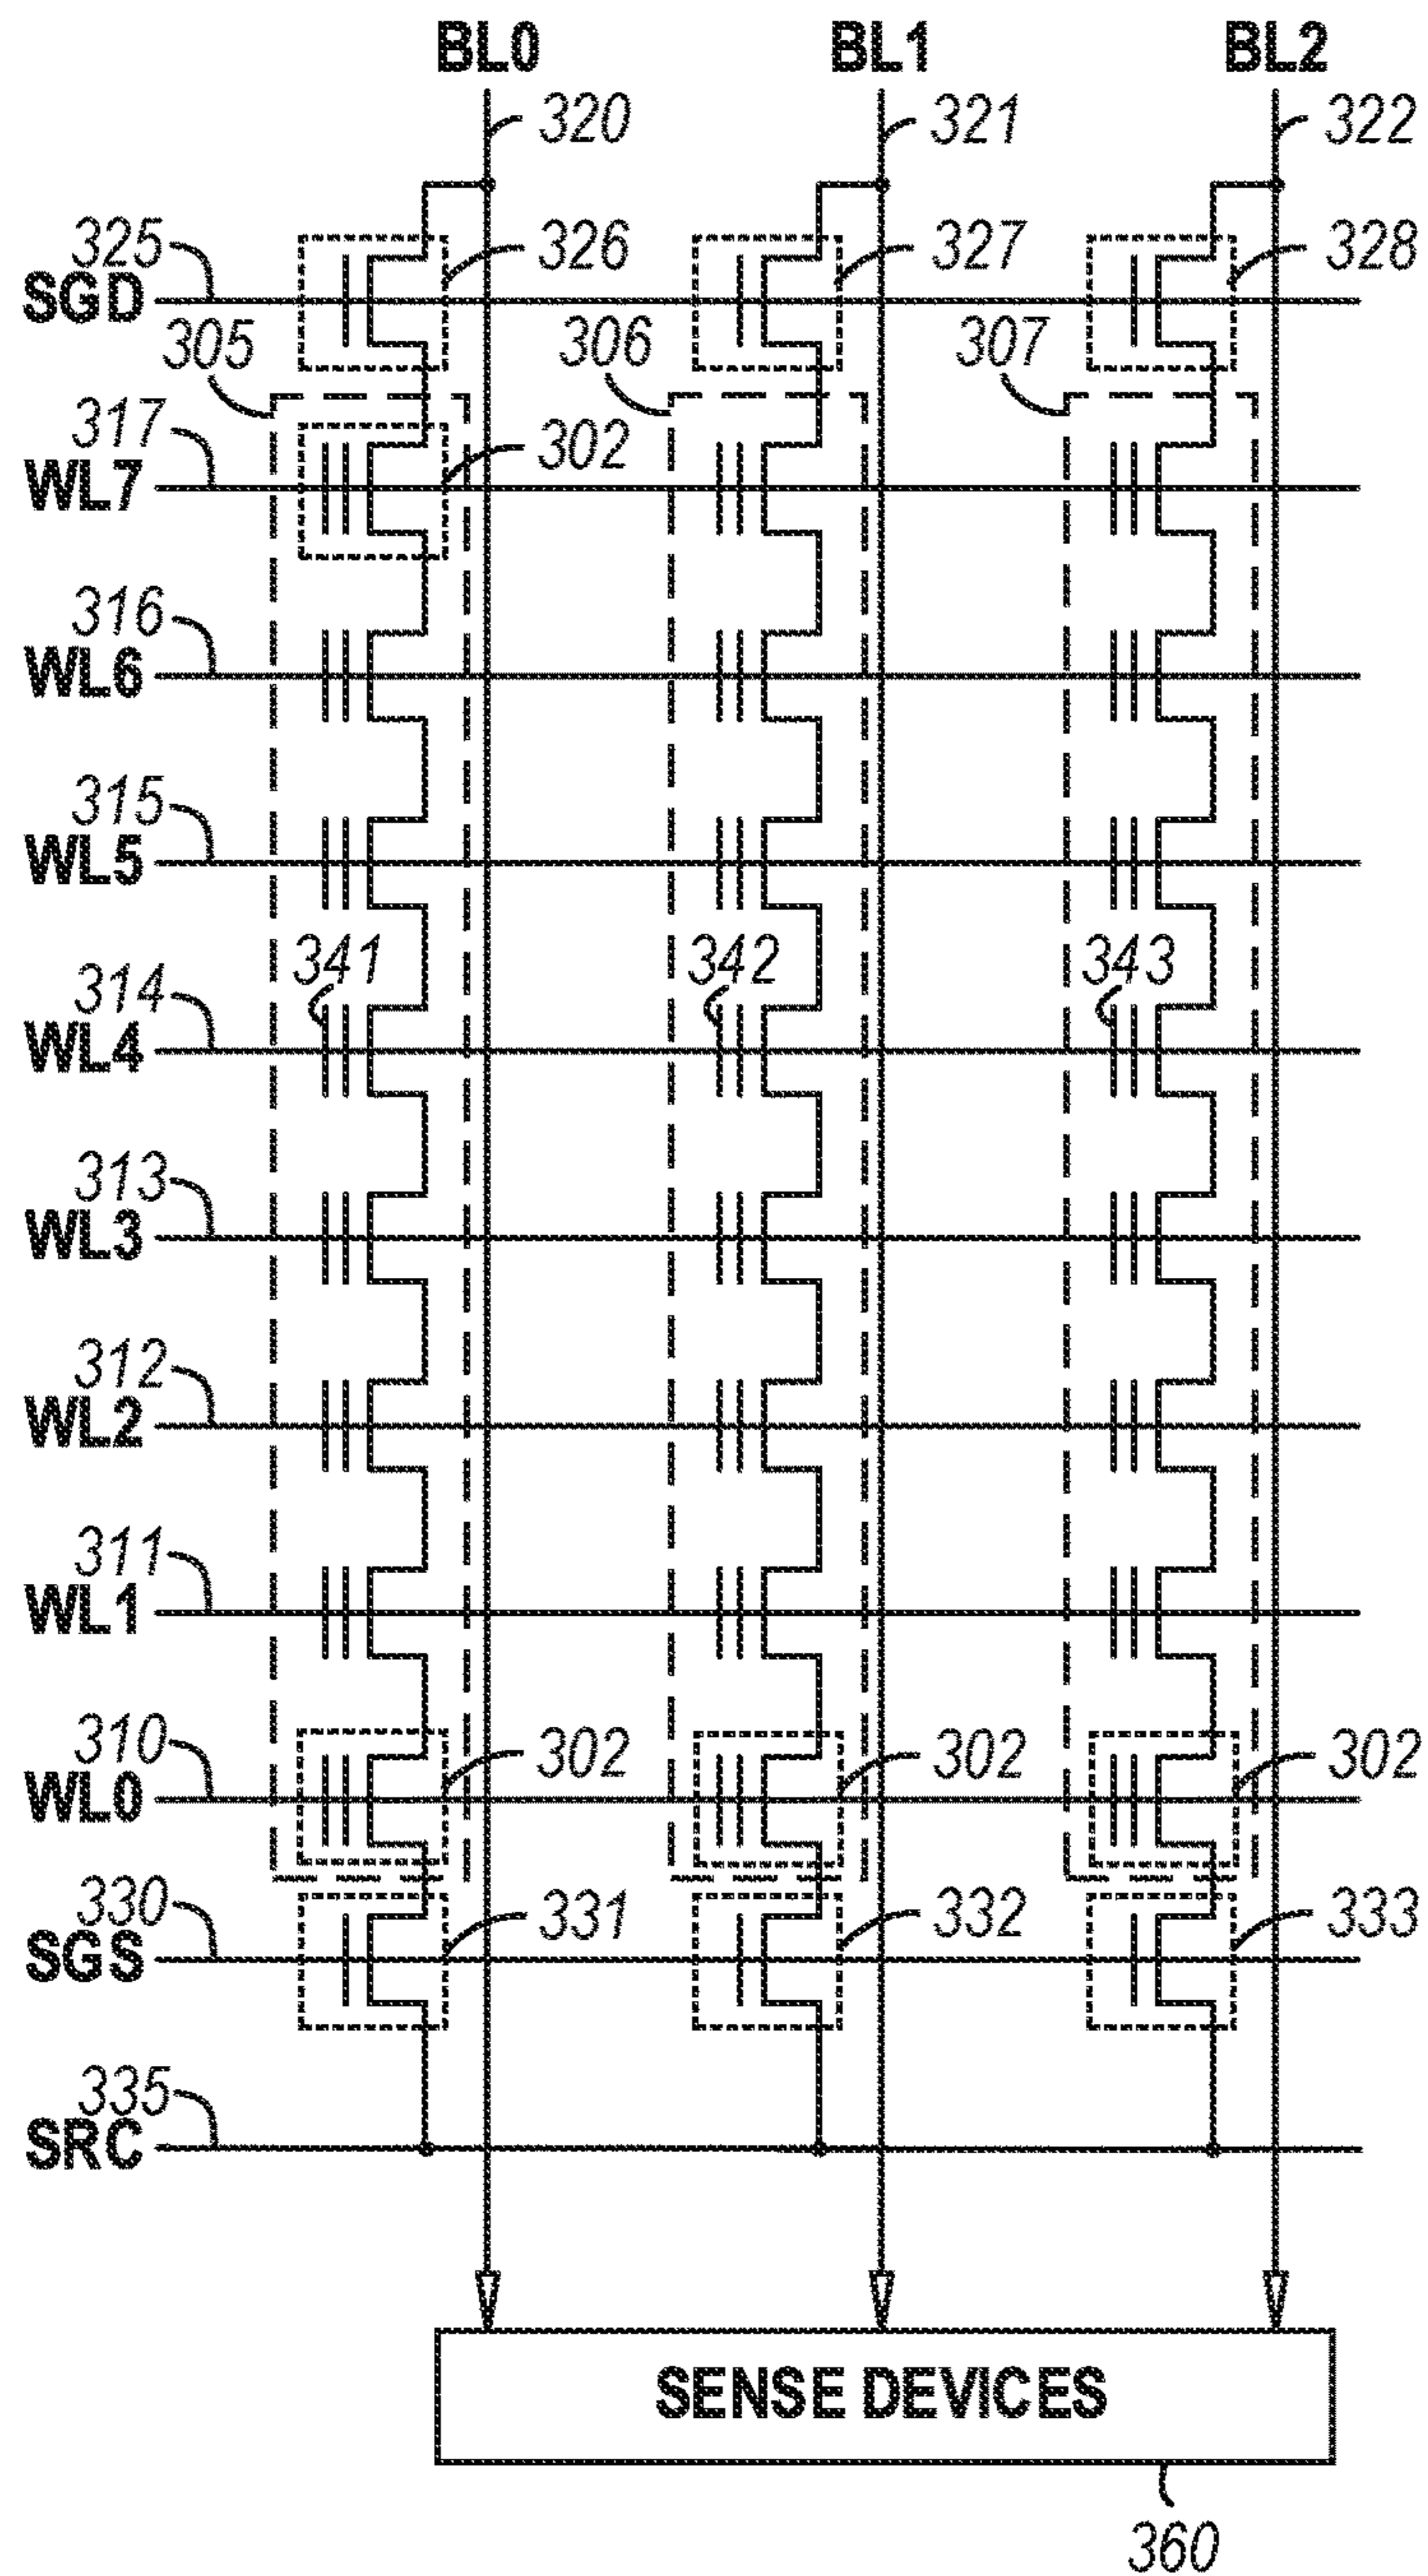 BL0 BL1 BL2
320 321 322
325 326 327 328
SGD
305 306 307
317 302
WL7
316
WL6
315
WL5
341 342 343
314
WL4
313
WL3
312
WL2
311
WL1
310 302 302 302
WL0
330 331 332 333
SGS
335
SRC
SENSE DEVICES
360